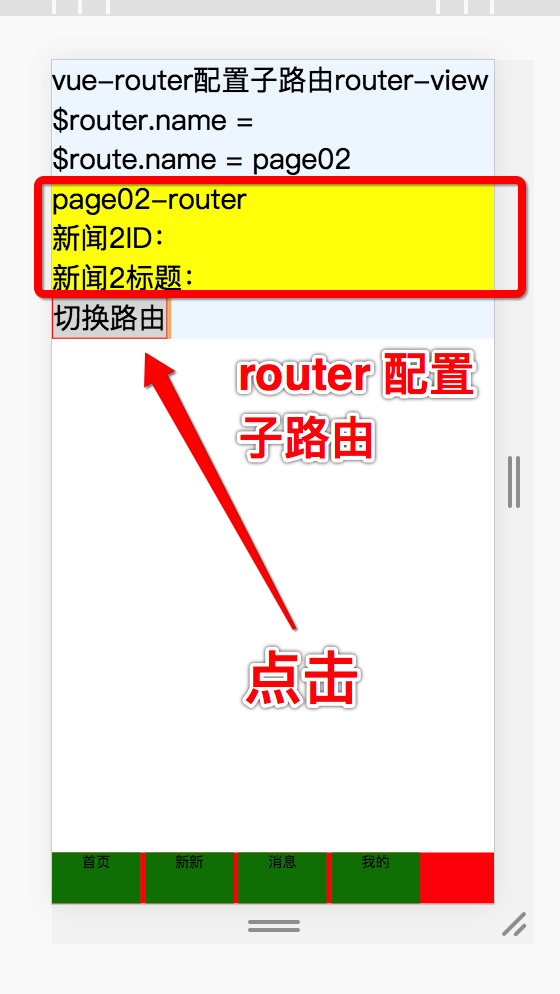 vue-router配置子路由router-view
$router.name =
$route.name = page02
page02-router
新闻2ID：
新闻2标题：
切换路由
router 配置
子路由
点击
首页 新新 消息 我的